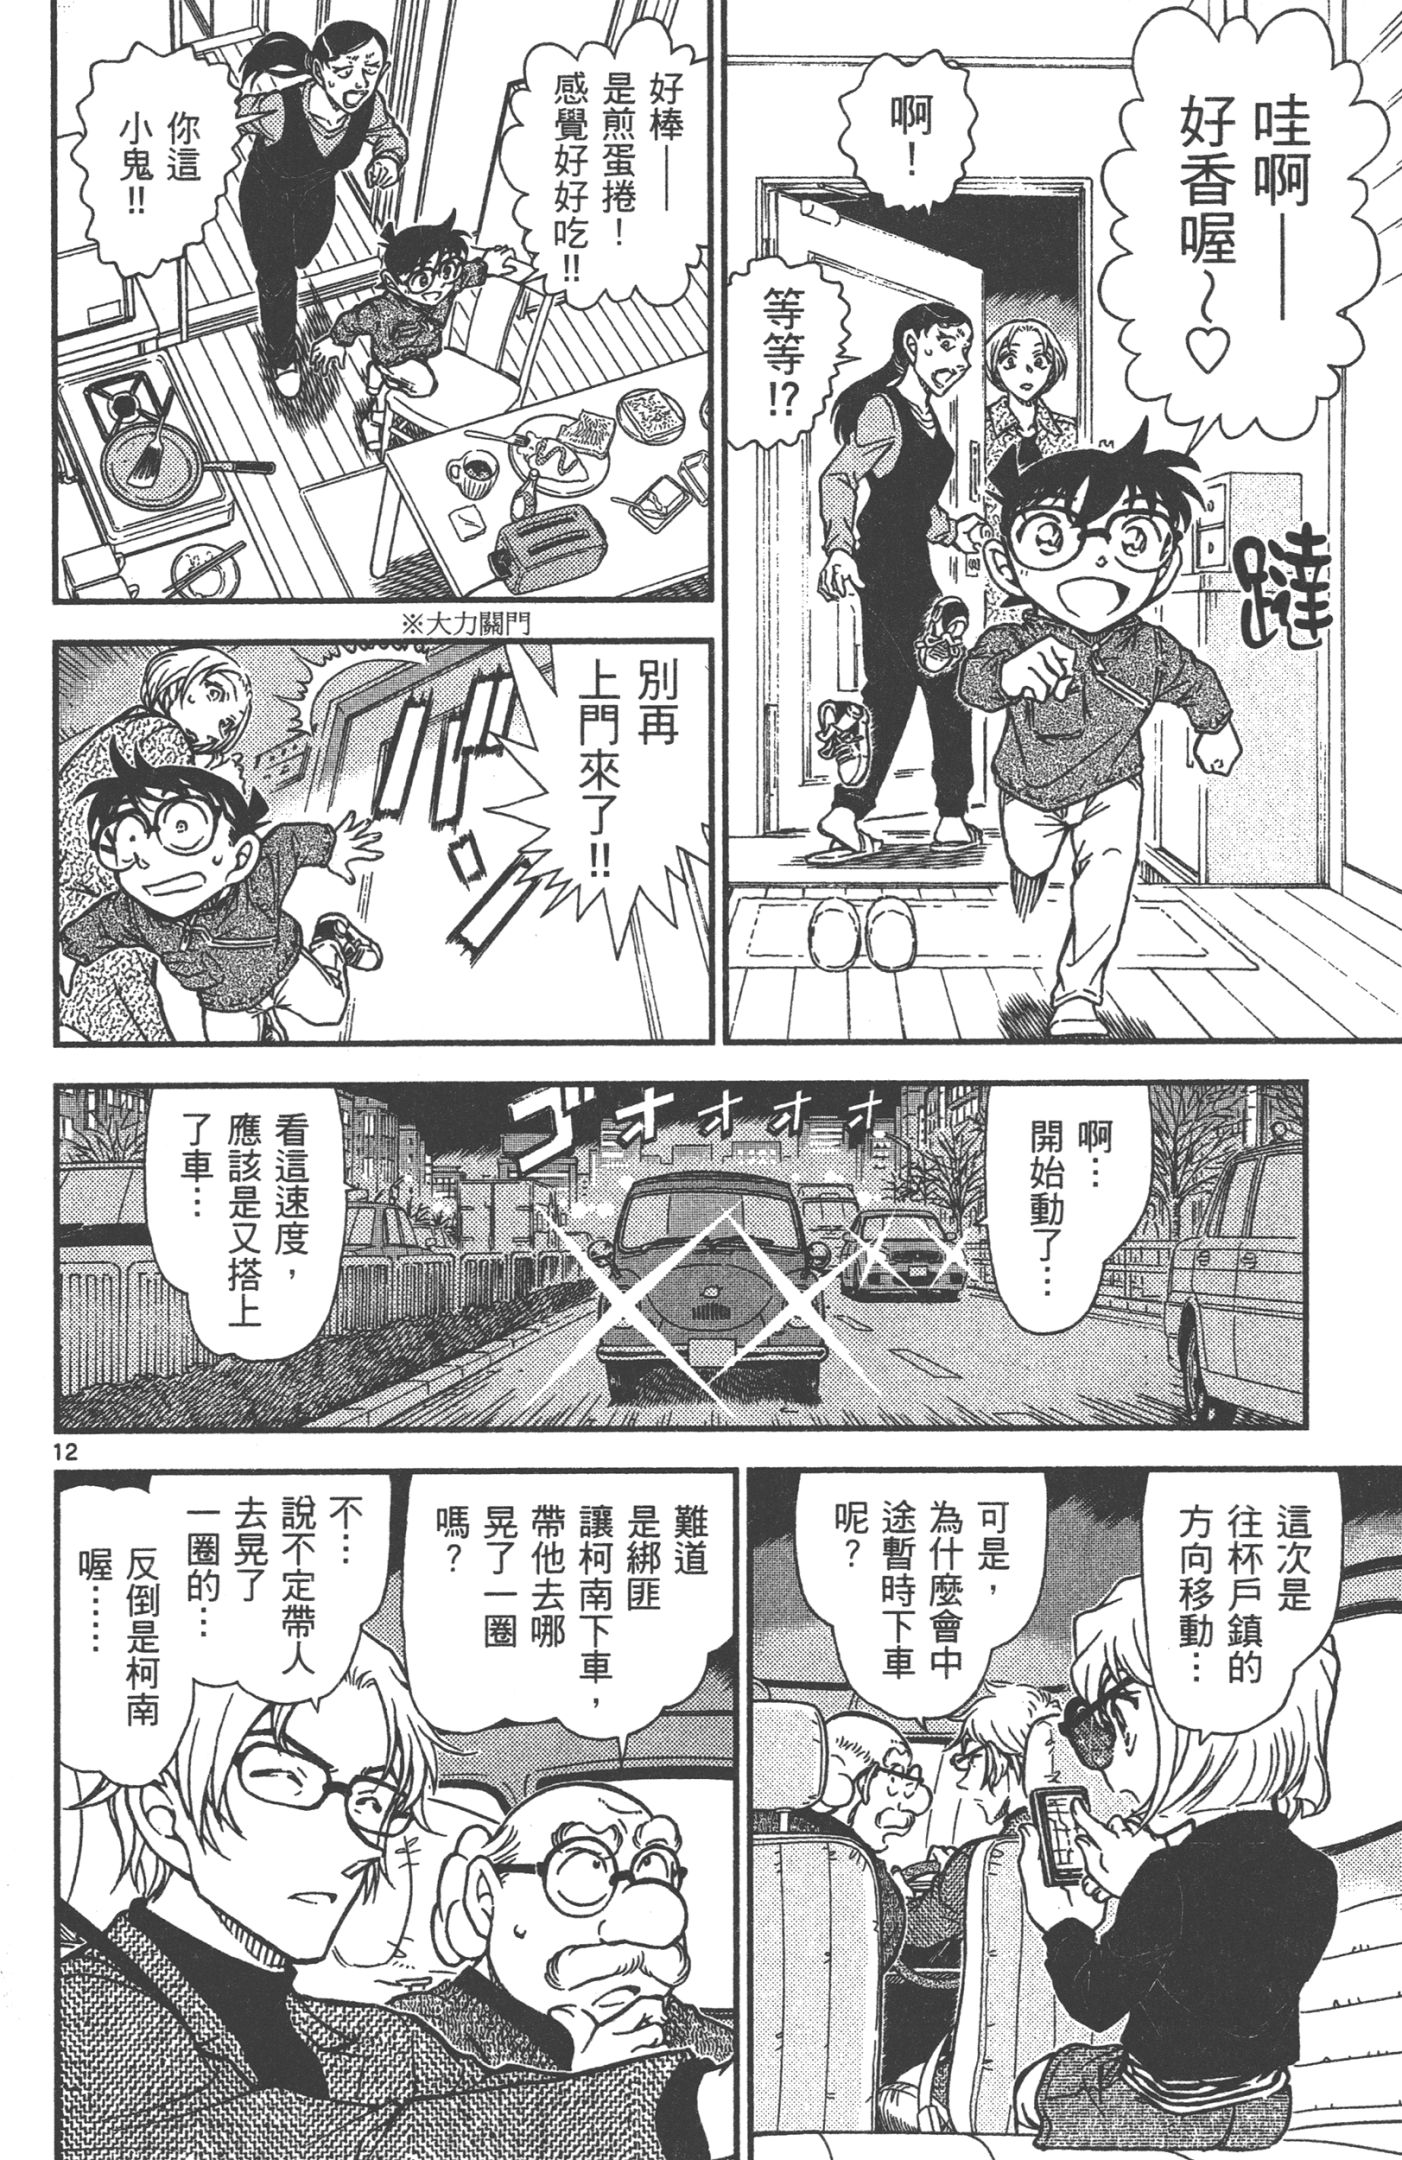 哇啊——
好香喔~♡
啊！
等等!?
躂
好棒——
是煎蛋捲！
感覺好好吃!!
你這
小鬼!!
※大力關門
別再
上門來了!!
啊…
開始動了…
ゴオオオオ
看這速度，
應該是又搭上
了車…
12
這次是
往杯戶鎮的
方向移動…
可是，
為什麼會中
途暫時下車
呢？
難道
是綁匪
讓柯南下車，
帶他去哪
晃了一圈
嗎？
不…
說不定帶人
去晃了
一圈的…
反倒是柯南
喔……